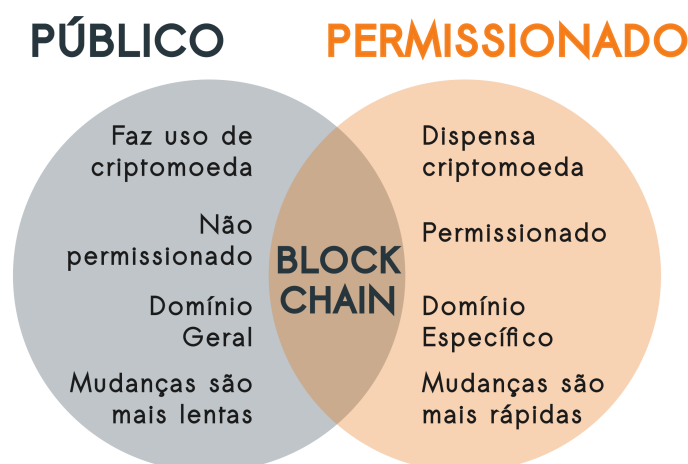 PÚBLICO
PERMISSIONADO
Faz uso de
criptomoeda
Não
permissionado
Domínio
Geral
Mudanças são
mais lentas
BLOCK
CHAIN
Dispensa
criptomoeda
Permissionado
Domínio
Específico
Mudanças são
mais rápidas